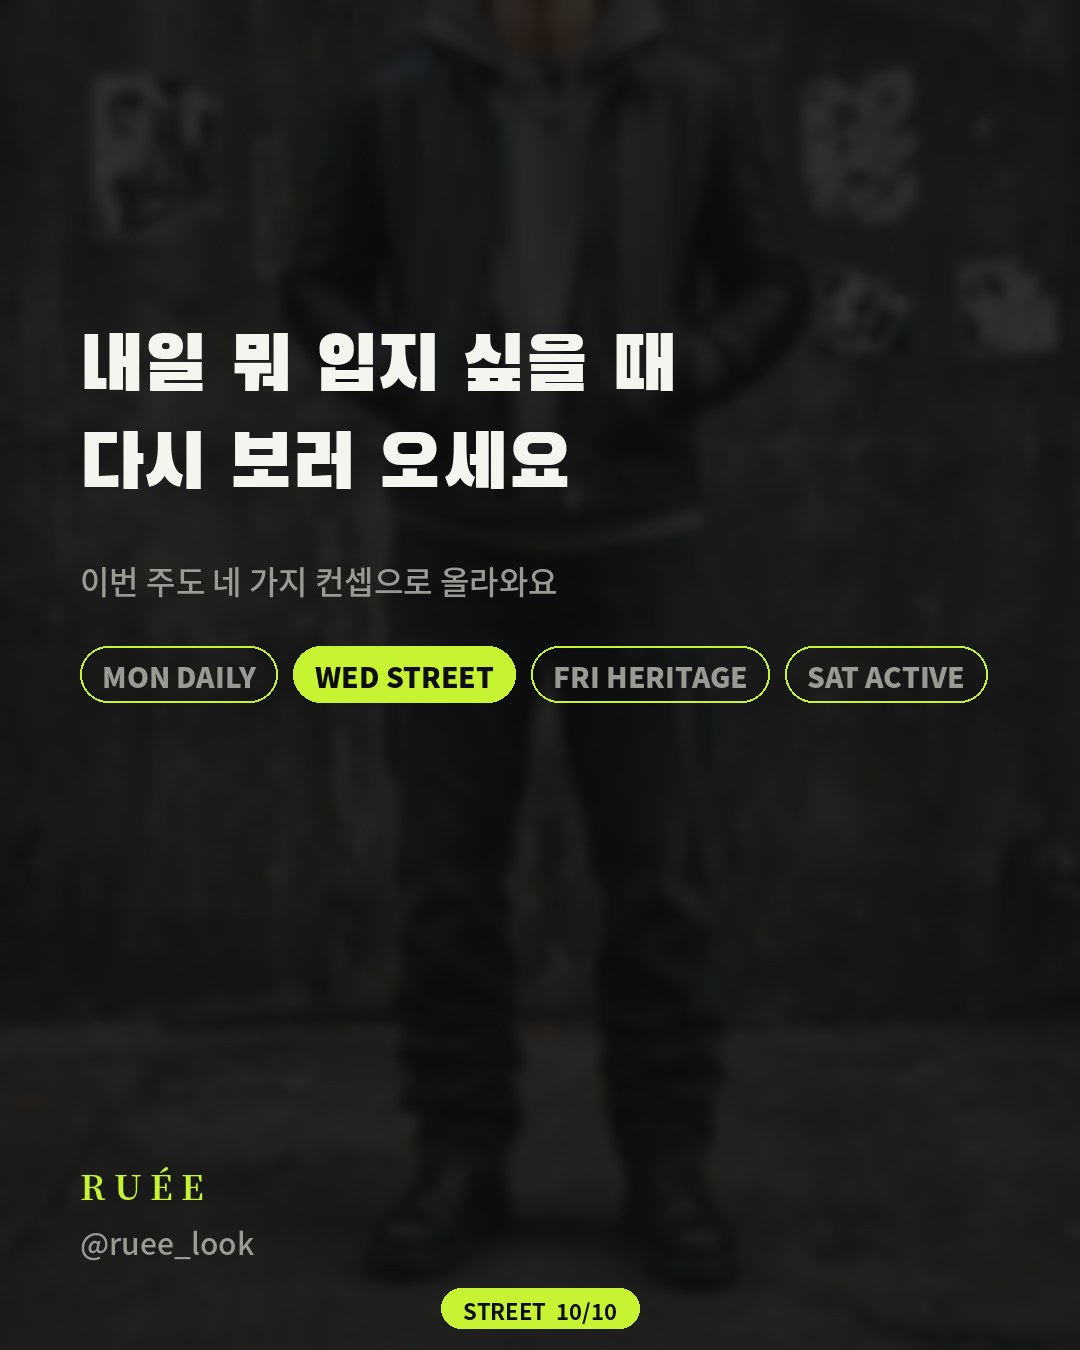 내일 뭐 입지 싶을 때
다시 보러 오세요
이번 주도 네 가지 컨셉으로 올라와요
MON DAILY WED STREET FRI HERITAGE SAT ACTIVE
RUÉE
@ruee_look
STREET 10/10